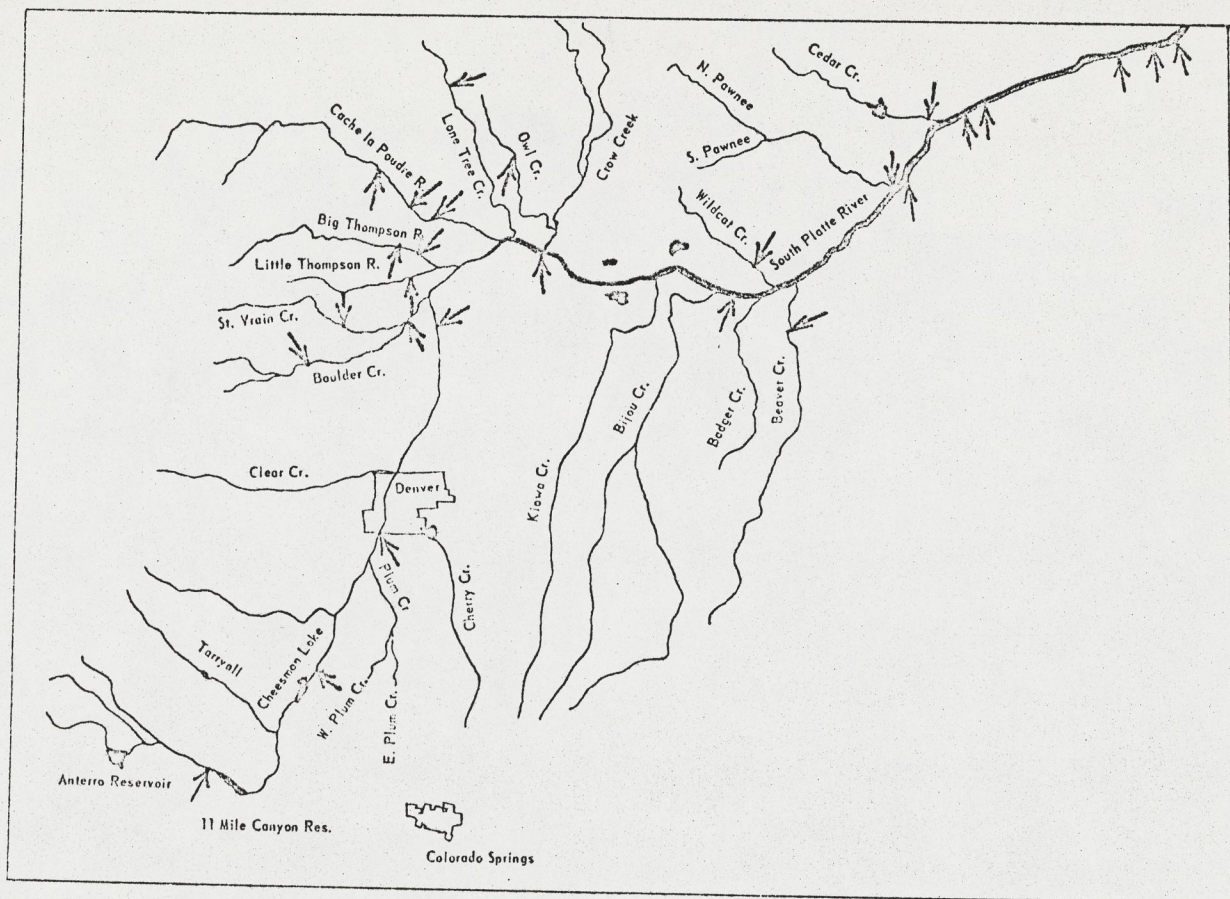 Cedar Cr.
N. Pawnee
S. Pawnee
Cache la Poudre R.
Lone Tree Cr.
Owl Cr.
Crow Creek
Wildcat Cr.
South Platte River
Big Thompson R.
Little Thompson R.
St. Vrain Cr.
Boulder Cr.
Clear Cr.
Denver
Kiowa Cr.
Bijou Cr.
Badger Cr.
Beaver Cr.
Plum Cr
Cherry Cr.
Tarryall
Cheesman Lake
W. Plum Cr.
E. Plum Cr.
Anterro Reservoir
11 Mile Canyon Res.
Colorado Springs